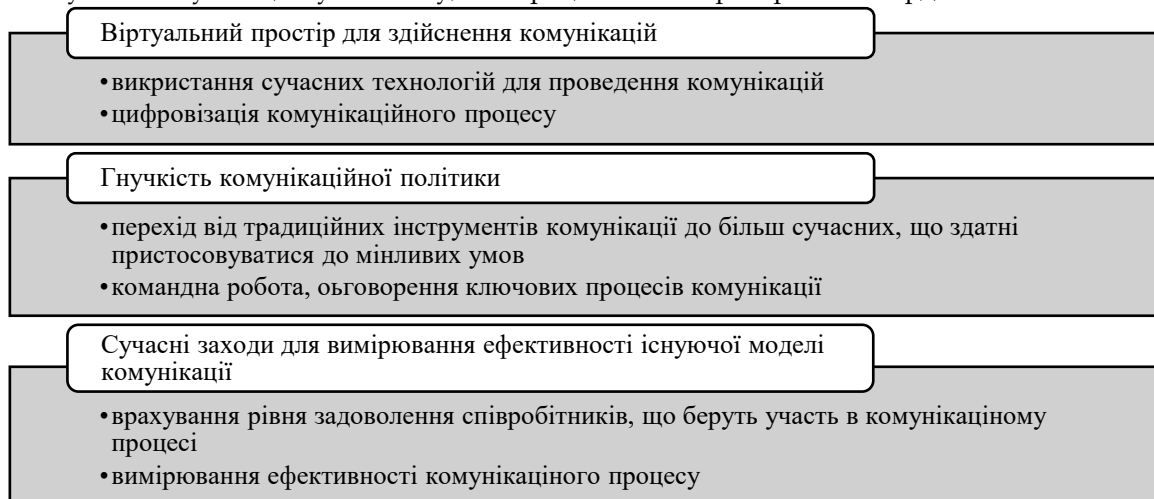 Віртуальний простір для здійснення комунікацій
•викристання сучасних технологій для проведення комунікацій
•цифровізація комунікаційного процесу
Гнучкість комунікаційної політики
•перехід від традиційних інструментів комунікації до більш сучасних, що здатні
пристосовуватися до мінливих умов
•командна робота, оьговорення ключових процесів комунікації
Сучасні заходи для вимірювання ефективності існуючої моделі
комунікації
•врахування рівня задоволення співробітників, що беруть участь в комунікаціному
процесі
•вимірювання ефективності комунікаціного процесу